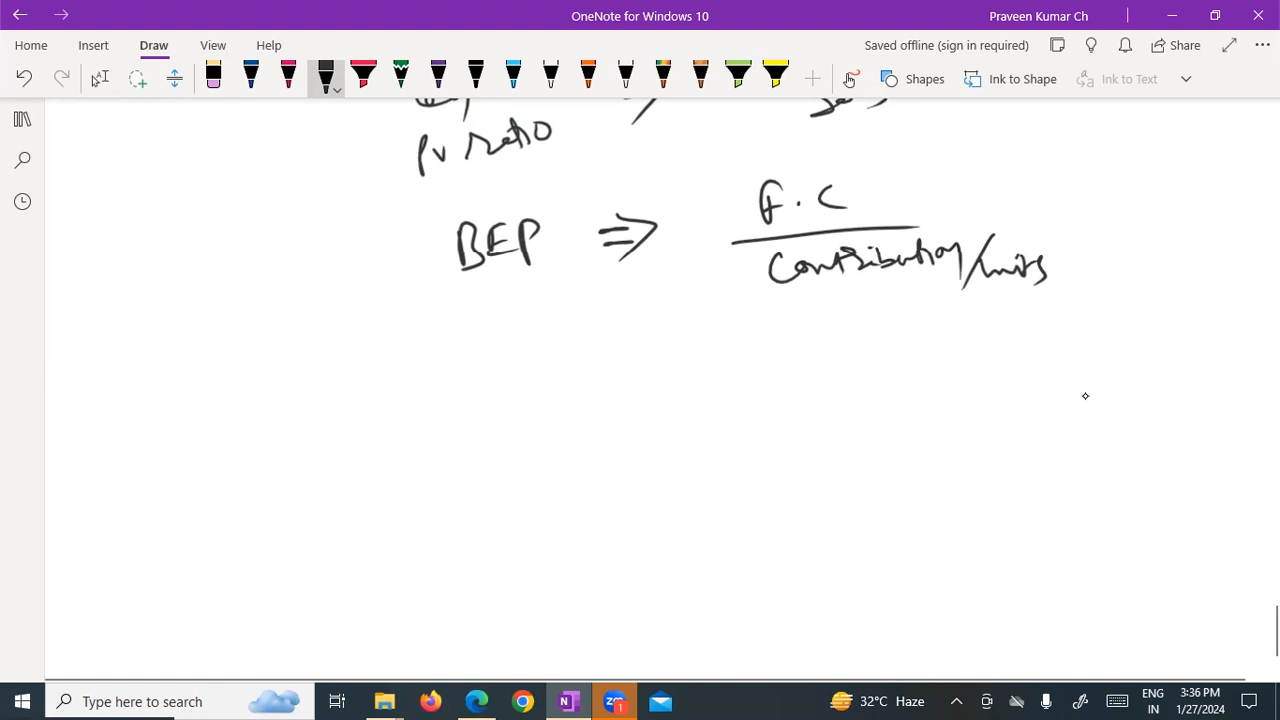 OneNote for Windows 10
Praveen Kumar Ch
Home Insert Draw View Help
Saved offline (sign in required) Share
Shapes Ink to Shape Ink to Text
PV Ratio
BEP ⇒ F.C
Contribution/units
Type here to search
32°C Haze
ENG
IN
3:36 PM
1/27/2024
zm
1